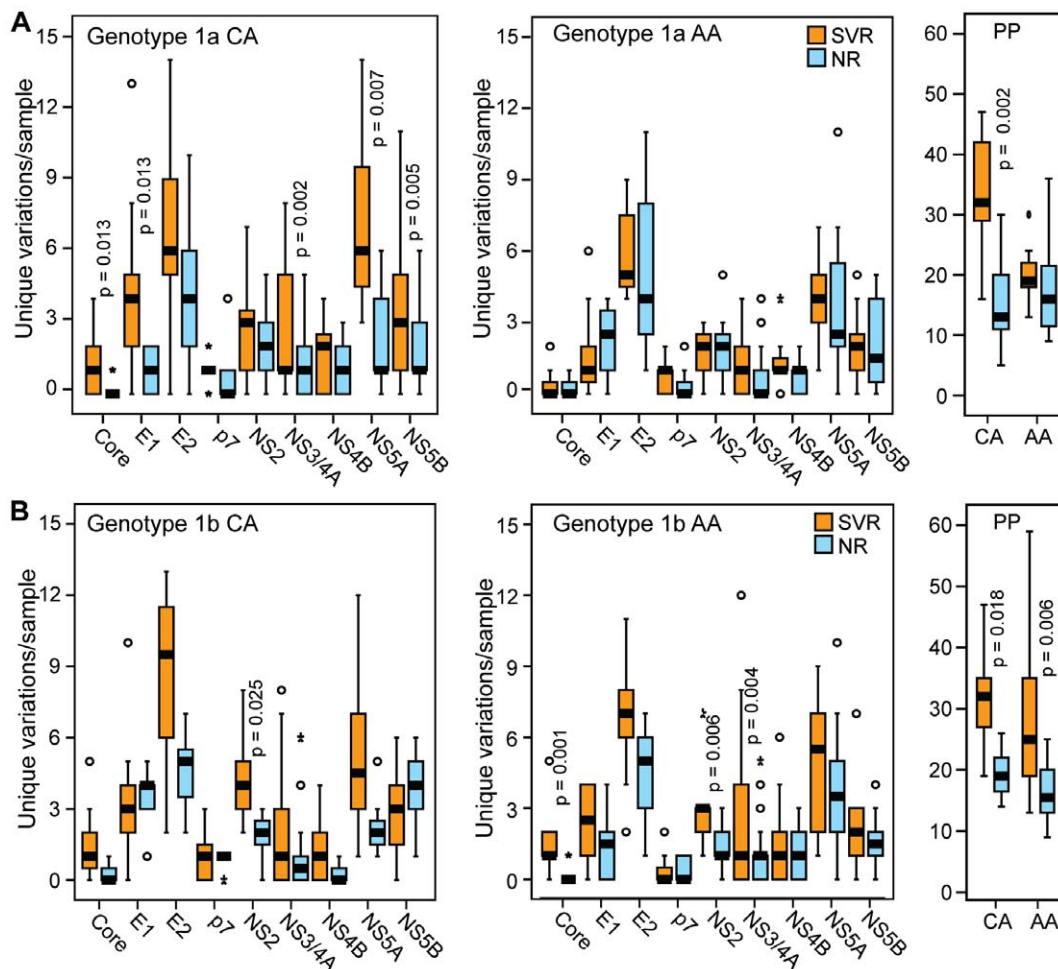 A
Genotype 1a CA
Unique variations/sample
15
12
9
6
3
0
p = 0.013
p = 0.013
p = 0.002
p = 0.007
p = 0.005
Core
E1
E2
p7
NS2
NS3/4A
NS4B
NS5A
NS5B
Genotype 1a AA
SVR
NR
Unique variations/sample
15
12
9
6
3
0
Core
E1
E2
p7
NS2
NS3/4A
NS4B
NS5A
NS5B
PP
60
50
40
30
20
10
0
p = 0.002
CA
AA
B
Genotype 1b CA
Unique variations/sample
15
12
9
6
3
0
p = 0.025
Core
E1
E2
p7
NS2
NS3/4A
NS4B
NS5A
NS5B
Genotype 1b AA
SVR
NR
Unique variations/sample
15
12
9
6
3
0
p = 0.001
p = 0.006
p = 0.004
Core
E1
E2
p7
NS2
NS3/4A
NS4B
NS5A
NS5B
PP
60
50
40
30
20
10
0
p = 0.018
p = 0.006
CA
AA